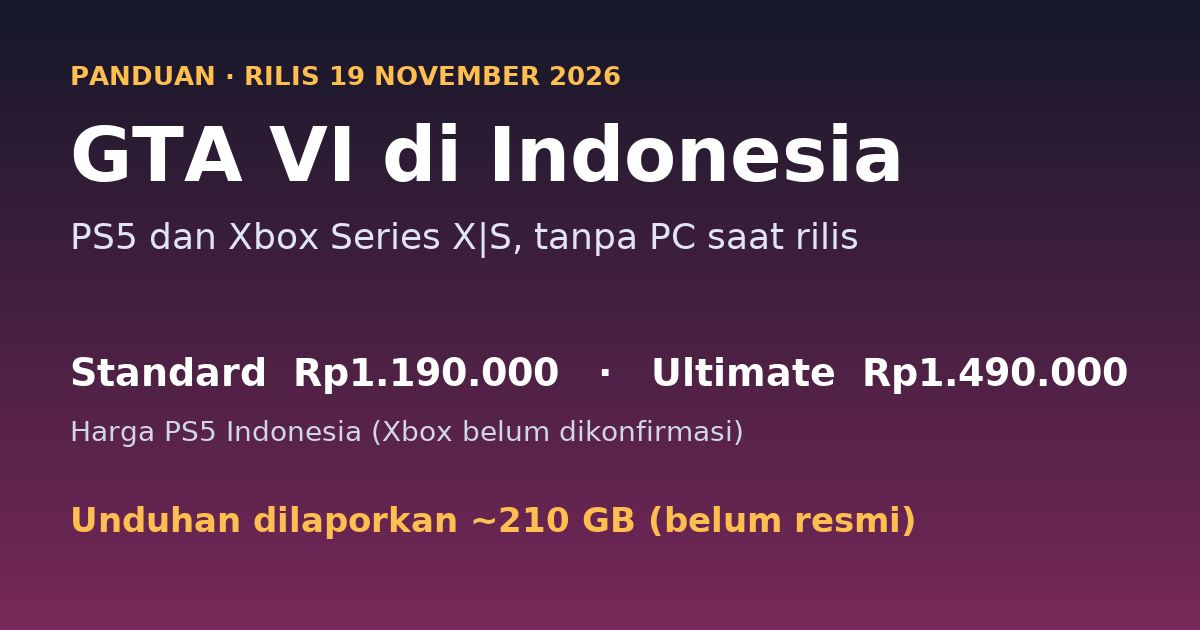 PANDUAN · RILIS 19 NOVEMBER 2026
GTA VI di Indonesia
PS5 dan Xbox Series X|S, tanpa PC saat rilis
Standard Rp1.190.000 · Ultimate Rp1.490.000
Harga PS5 Indonesia (Xbox belum dikonfirmasi)
Unduhan dilaporkan ~210 GB (belum resmi)